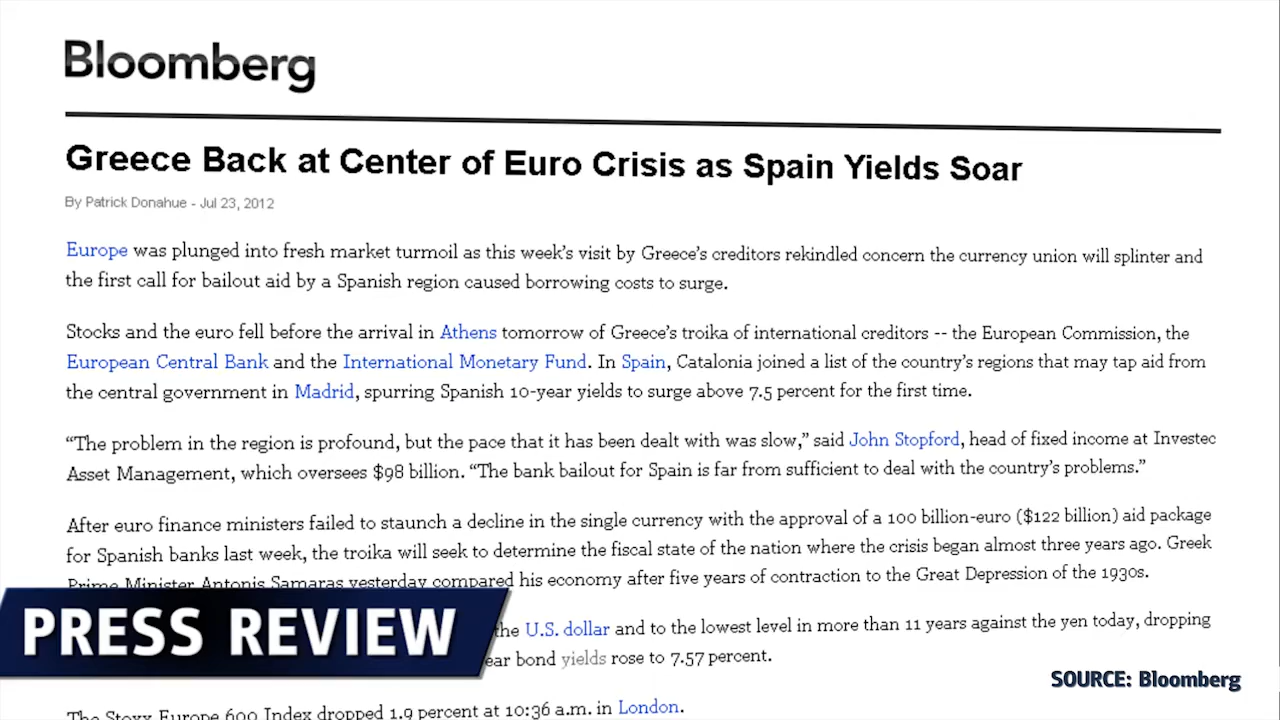 Bloomberg
Greece Back at Center of Euro Crisis as Spain Yields Soar
By Patrick Donahue - Jul 23, 2012
Europe was plunged into fresh market turmoil as this week's visit by Greece's creditors rekindled concern the currency union will splinter and
the first call for bailout aid by a Spanish region caused borrowing costs to surge.
Stocks and the euro fell before the arrival in Athens tomorrow of Greece's troika of international creditors -- the European Commission, the
European Central Bank and the International Monetary Fund. In Spain, Catalonia joined a list of the country's regions that may tap aid from
the central government in Madrid, spurring Spanish 10-year yields to surge above 7.5 percent for the first time.
“The problem in the region is profound, but the pace that it has been dealt with was slow,” said John Stopford, head of fixed income at Investec
Asset Management, which oversees $98 billion. “The bank bailout for Spain is far from sufficient to deal with the country's problems.”
After euro finance ministers failed to staunch a decline in the single currency with the approval of a 100 billion-euro ($122 billion) aid package
for Spanish banks last week, the troika will seek to determine the fiscal state of the nation where the crisis began almost three years ago. Greek
Prime Minister Antonis Samaras yesterday compared his economy after five years of contraction to the Great Depression of the 1930s.
the U.S. dollar and to the lowest level in more than 11 years against the yen today, dropping
ear bond yields rose to 7.57 percent.
The Stoxx Europe 600 Index dropped 1.9 percent at 10:36 a.m. in London.
PRESS REVIEW
SOURCE: Bloomberg